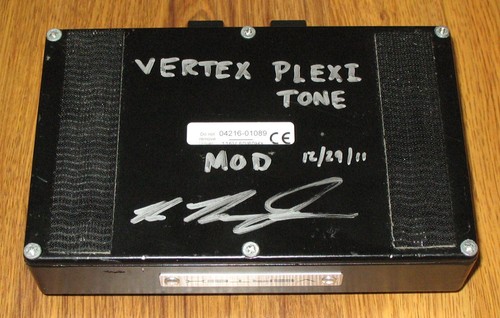 VERTEX PLEXI
TONE
04216-01089 CE
MOD 12/29/11